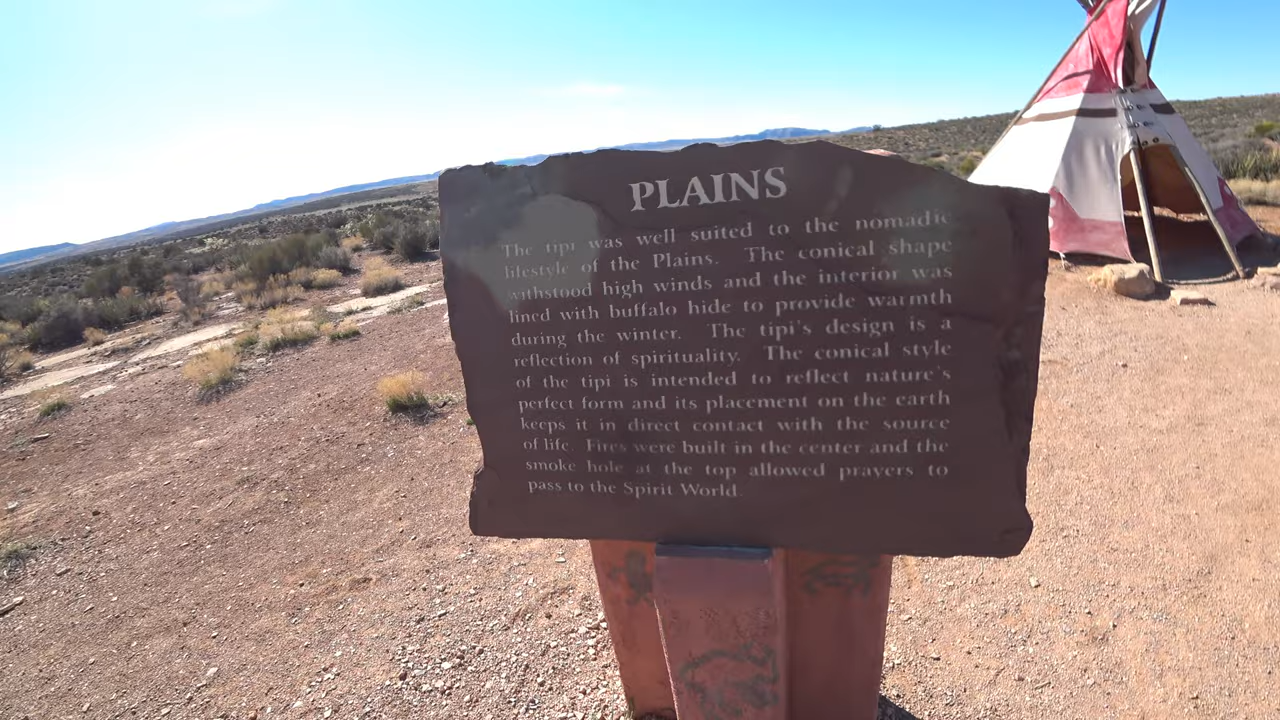 PLAINS
The tipi was well suited to the nomadic
lifestyle of the Plains. The conical shape
withstood high winds and the interior was
lined with buffalo hide to provide warmth
during the winter. The tipi's design is a
reflection of spirituality. The conical style
of the tipi is intended to reflect nature's
perfect form and its placement on the earth
keeps it in direct contact with the source
of life. Fires were built in the center and the
smoke hole at the top allowed prayers to
pass to the Spirit World.